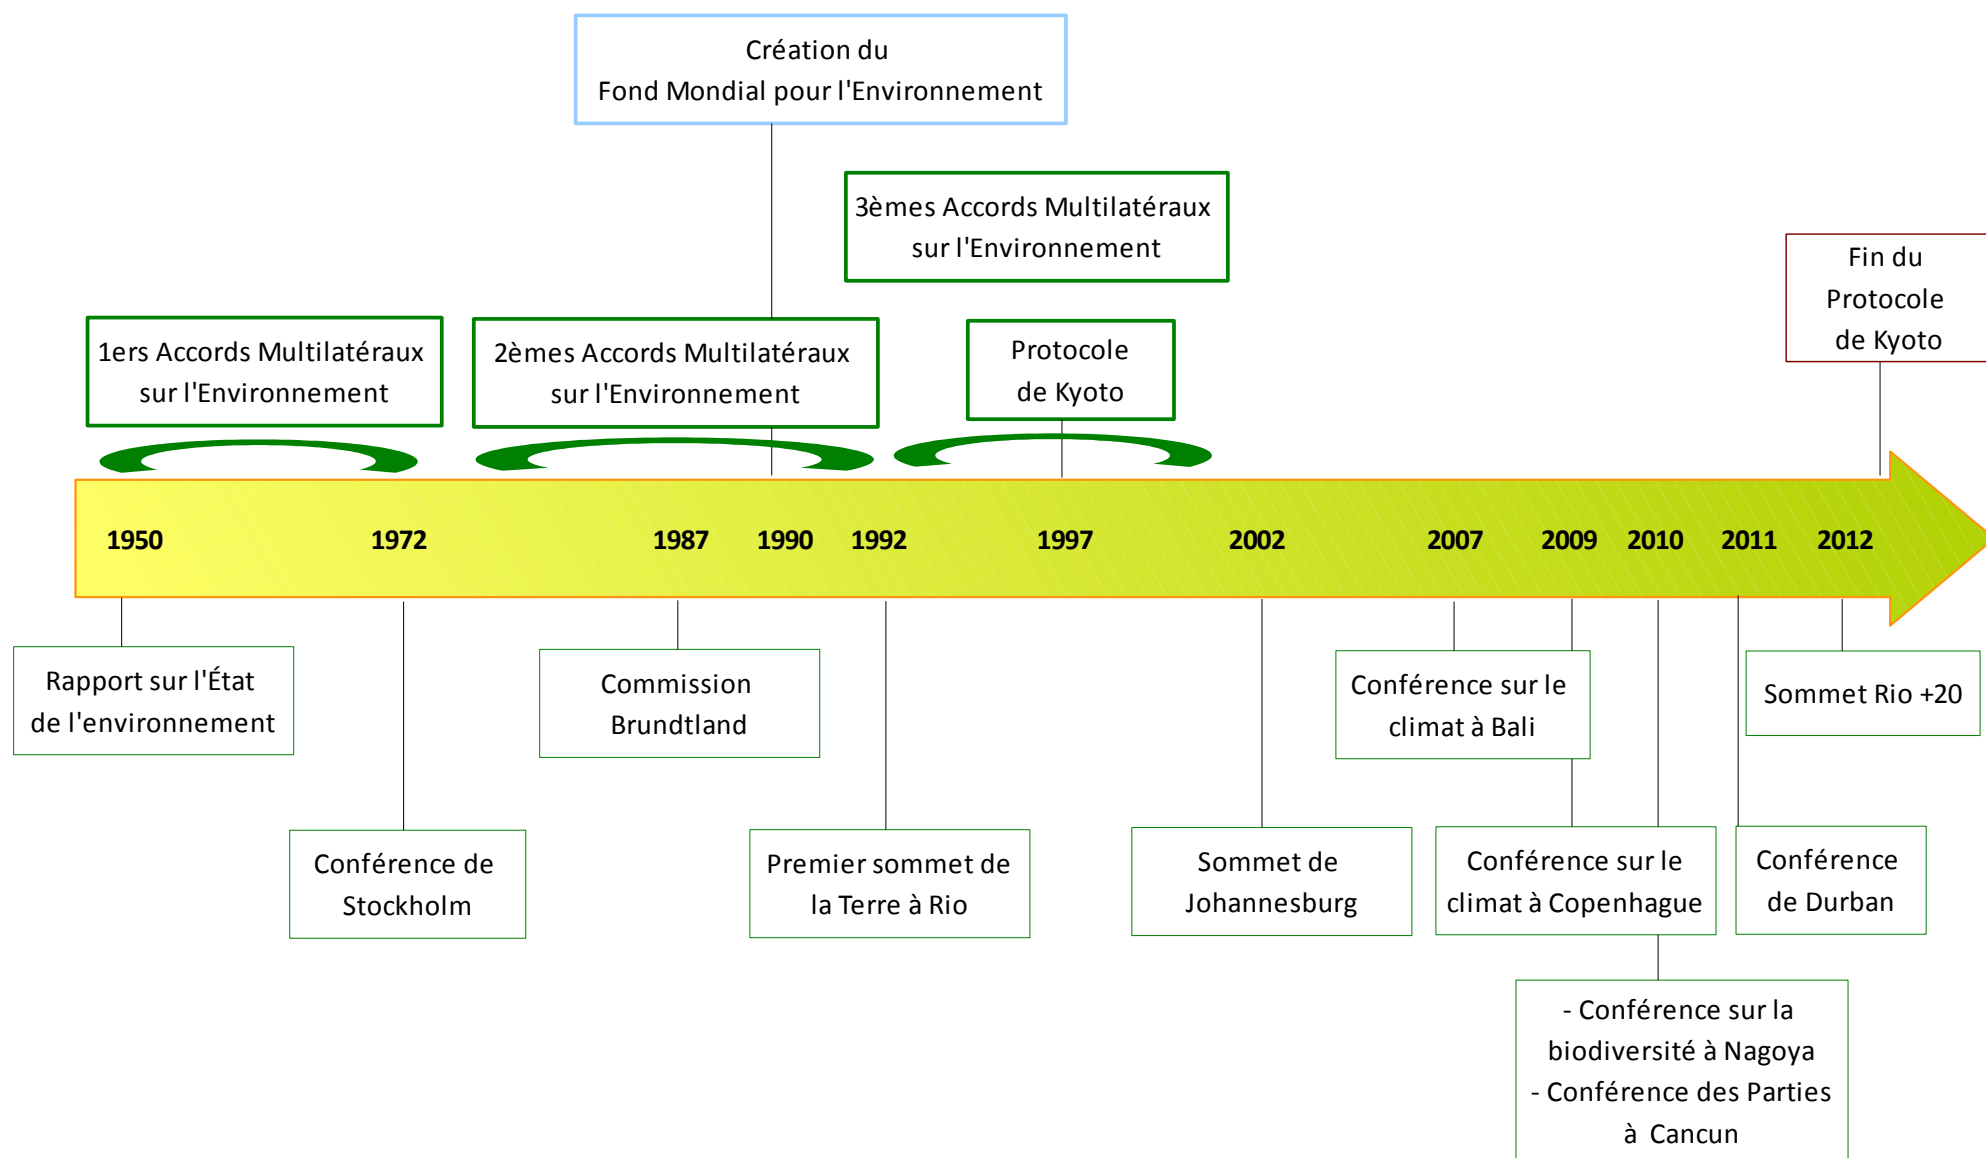 Création du
Fond Mondial pour l'Environnement
3èmes Accords Multilatéraux
sur l'Environnement
Fin du
Protocole
de Kyoto
1ers Accords Multilatéraux
sur l'Environnement
2èmes Accords Multilatéraux
sur l'Environnement
Protocole
de Kyoto
1950
1972
1987
1990
1992
1997
2002
2007
2009
2010
2011
2012
Rapport sur l'État
de l'environnement
Commission
Brundtland
Conférence sur le
climat à Bali
Sommet Rio +20
Conférence de
Stockholm
Premier sommet de
la Terre à Rio
Sommet de
Johannesburg
Conférence sur le
climat à Copenhague
Conférence
de Durban
- Conférence sur la
biodiversité à Nagoya
- Conférence des Parties
à Cancun